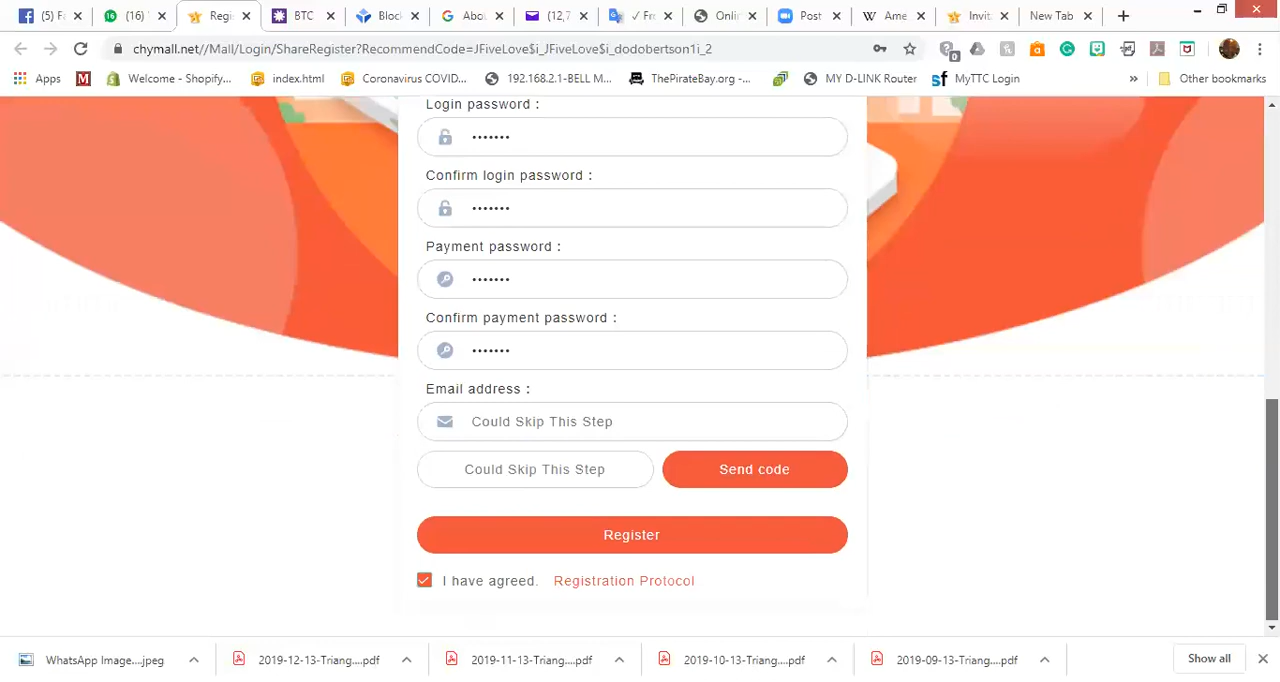 (5) F
(16)
Regi
BTC
Block
Abou
(12,7
Fr
Onlin
Post
Ame
Invit
New Tab
chymall.net//Mall/Login/ShareRegister?RecommendCode=JFiveLove$i_JFiveLove$i_dodobertson1i_2
Apps
Welcome - Shopify...
index.html
Coronavirus COVID...
192.168.2.1-BELL M...
ThePirateBay.org -...
MY D-LINK Router
MyTTC Login
»
Other bookmarks
Login password :
•••••••
Confirm login password :
•••••••
Payment password :
•••••••
Confirm payment password :
•••••••
Email address :
Could Skip This Step
Could Skip This Step
Send code
Register
I have agreed. Registration Protocol
WhatsApp Image....jpeg
2019-12-13-Triang....pdf
2019-11-13-Triang....pdf
2019-10-13-Triang....pdf
2019-09-13-Triang....pdf
Show all